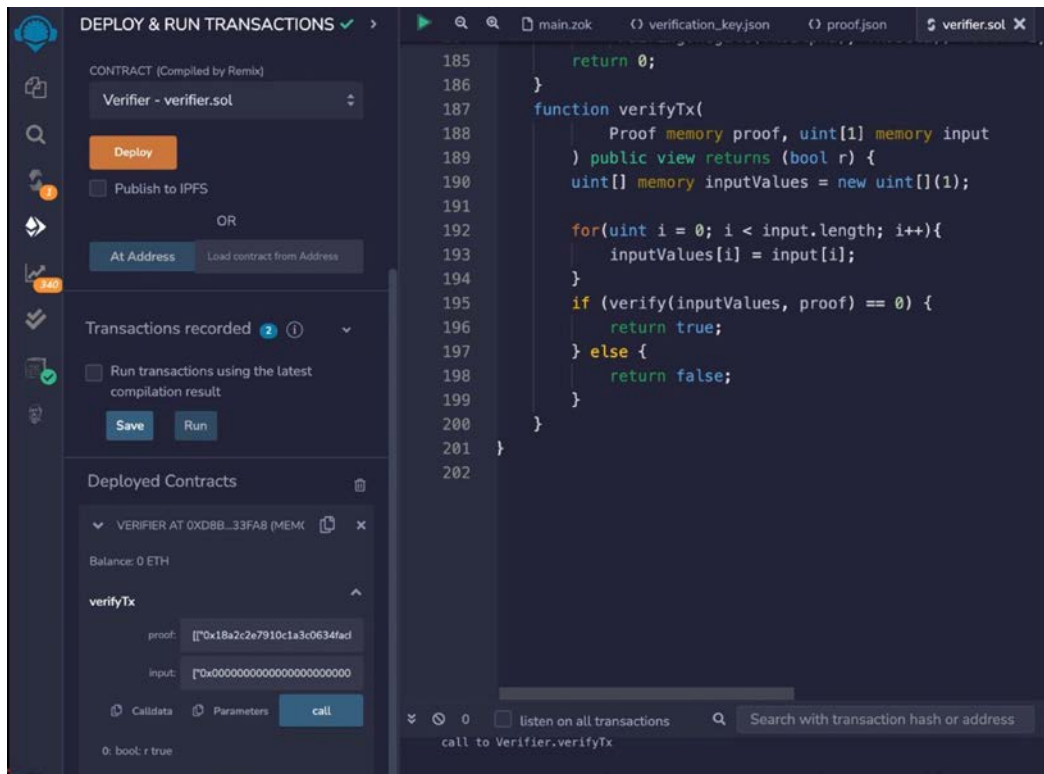 DEPLOY & RUN TRANSACTIONS
CONTRACT (Compiled by Remix)
Verifier - verifier.sol
Deploy
Publish to IPFS
OR
At Address
Load contract from Address
Transactions recorded 2
Run transactions using the latest
compilation result
Save
Run
Deployed Contracts
VERIFIER AT 0XD8B...33FA8 (MEM
Balance: 0 ETH
verifyTx
proof: [["0x18a2c2e7910c1a3c0634fac
input: ["0x0000000000000000000000
Calldata
Parameters
call
0: bool: r true
1
340
main.zok
verification_key.json
proof.json
verifier.sol
185 return 0;
186 }
187 function verifyTx(
188 Proof memory proof, uint[1] memory input
189 ) public view returns (bool r) {
190 uint[] memory inputValues = new uint[](1);
191
192 for(uint i = 0; i < input.length; i++){
193 inputValues[i] = input[i];
194 }
195 if (verify(inputValues, proof) == 0) {
196 return true;
197 } else {
198 return false;
199 }
200 }
201 }
202
0
listen on all transactions
Search with transaction hash or address
call to Verifier.verifyTx